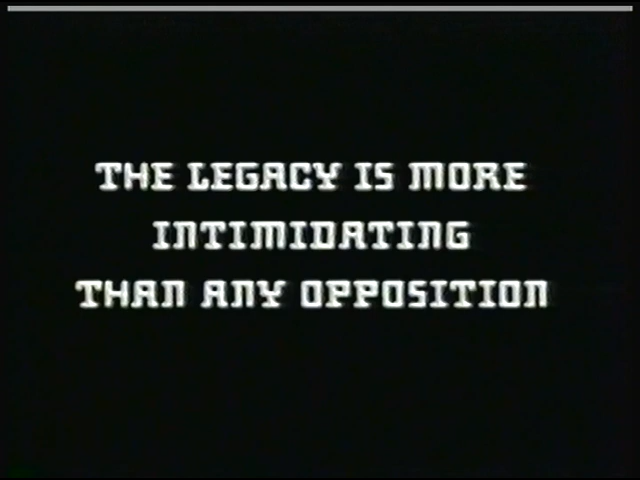 THE LEGACY IS MORE
INTIMIDATING
THAN ANY OPPOSITION